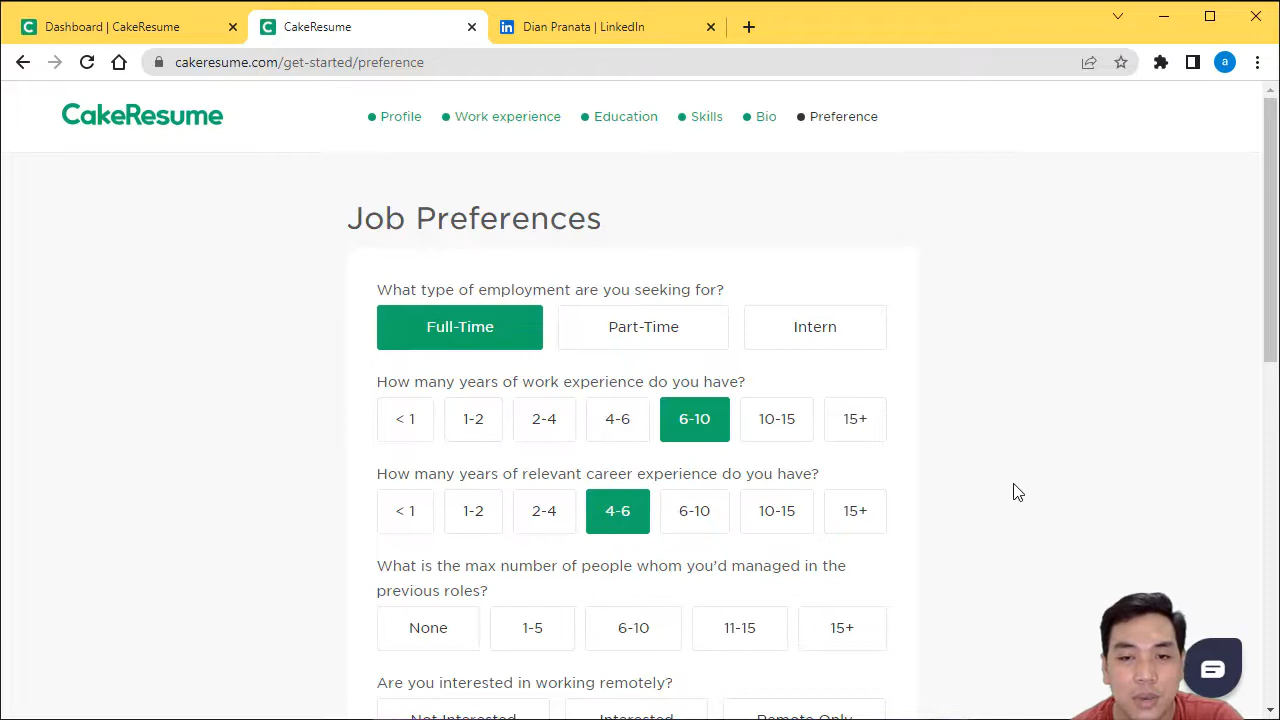 Dashboard | CakeResume
CakeResume
Dian Pranata | LinkedIn
cakeresume.com/get-started/preference
a
CakeResume
Profile
Work experience
Education
Skills
Bio
Preference
Job Preferences
What type of employment are you seeking for?
Full-Time
Part-Time
Intern
How many years of work experience do you have?
< 1
1-2
2-4
4-6
6-10
10-15
15+
How many years of relevant career experience do you have?
< 1
1-2
2-4
4-6
6-10
10-15
15+
What is the max number of people whom you'd managed in the
previous roles?
None
1-5
6-10
11-15
15+
Are you interested in working remotely?
Not Interested
Interested
Remote Only